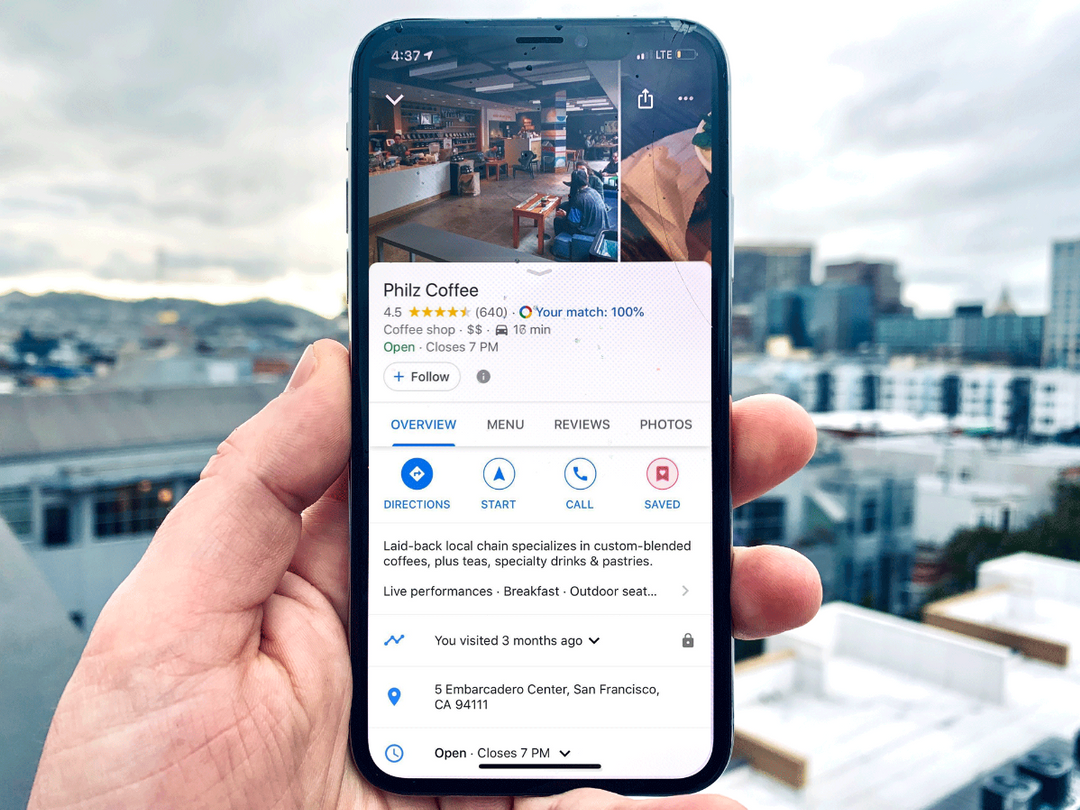 4:37 LTE
Philz Coffee
4.5 (640) · Your match: 100%
Coffee shop · $$ · 16 min
Open · Closes 7 PM
+ Follow
OVERVIEW MENU REVIEWS PHOTOS
DIRECTIONS START CALL SAVED
Laid-back local chain specializes in custom-blended
coffees, plus teas, specialty drinks & pastries.
Live performances · Breakfast · Outdoor seat...
You visited 3 months ago
5 Embarcadero Center, San Francisco,
CA 94111
Open · Closes 7 PM